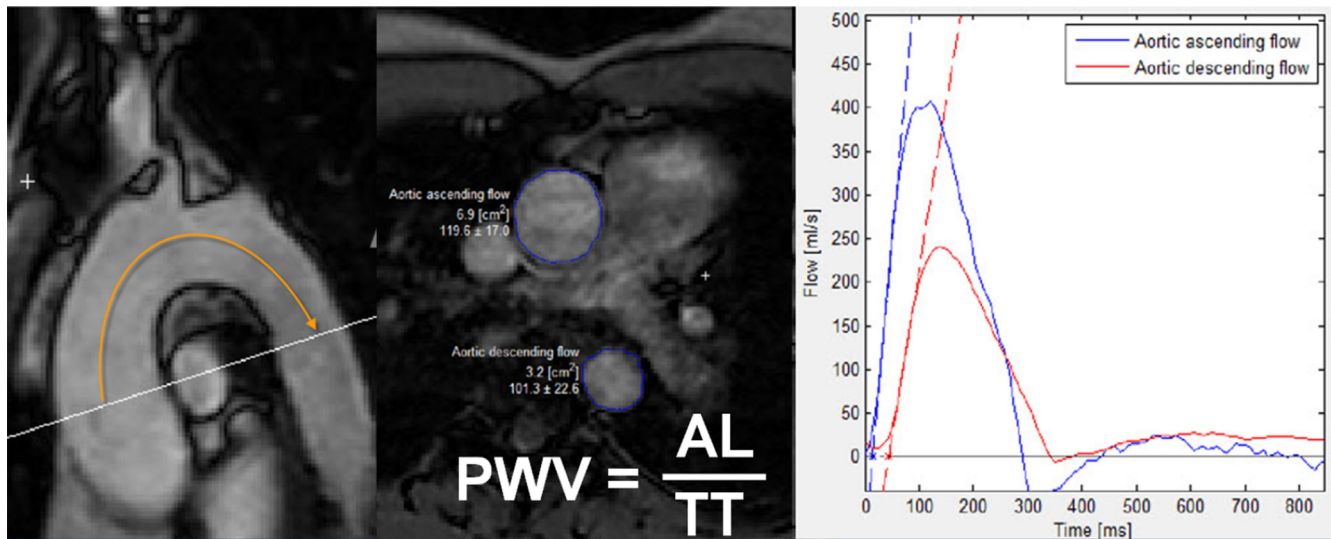 Aortic ascending flow
6.9 [cm²]
119.6 ± 17.0
Aortic descending flow
3.2 [cm²]
101.3 ± 22.6
PWV = AL
TT
Aortic ascending flow
Aortic descending flow
Flow [ml/s]
500
450
400
350
300
250
200
150
100
50
0
0 100 200 300 400 500 600 700 800
Time [ms]